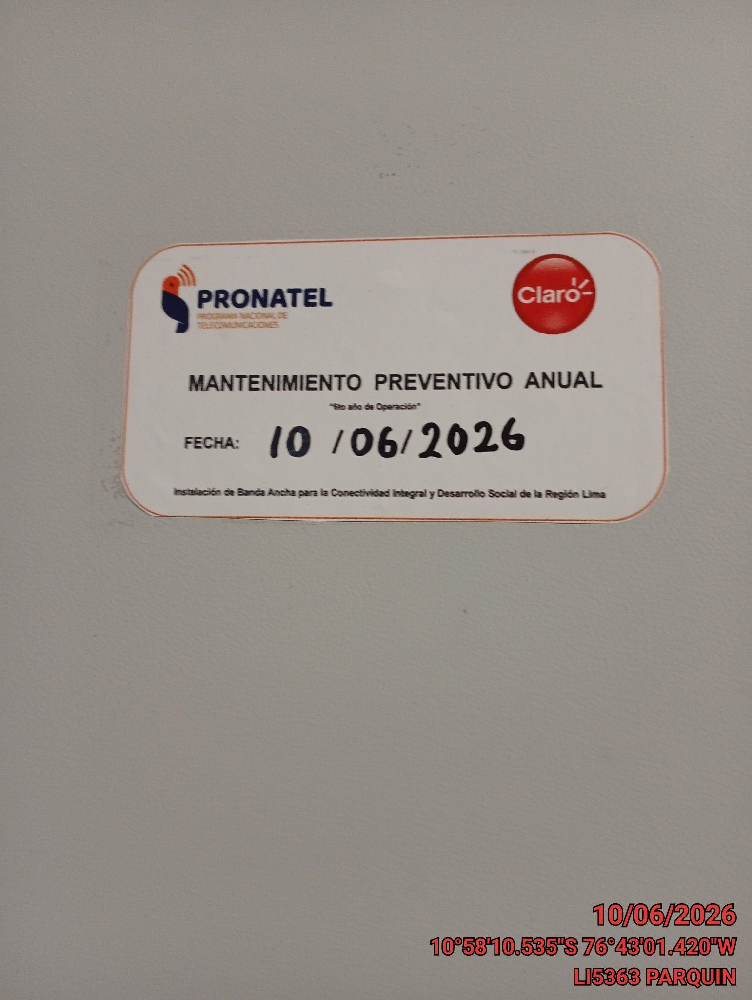 PRONATEL
PROGRAMA NACIONAL DE
TELECOMUNICACIONES
Claro
MANTENIMIENTO PREVENTIVO ANUAL
"6to año de Operación"
FECHA: 10 / 06 / 2026
Instalación de Banda Ancha para la Conectividad Integral y Desarrollo Social de la Región Lima
10/06/2026
10°58'10.535"S 76°43'01.420"W
LI5363 PARQUIN